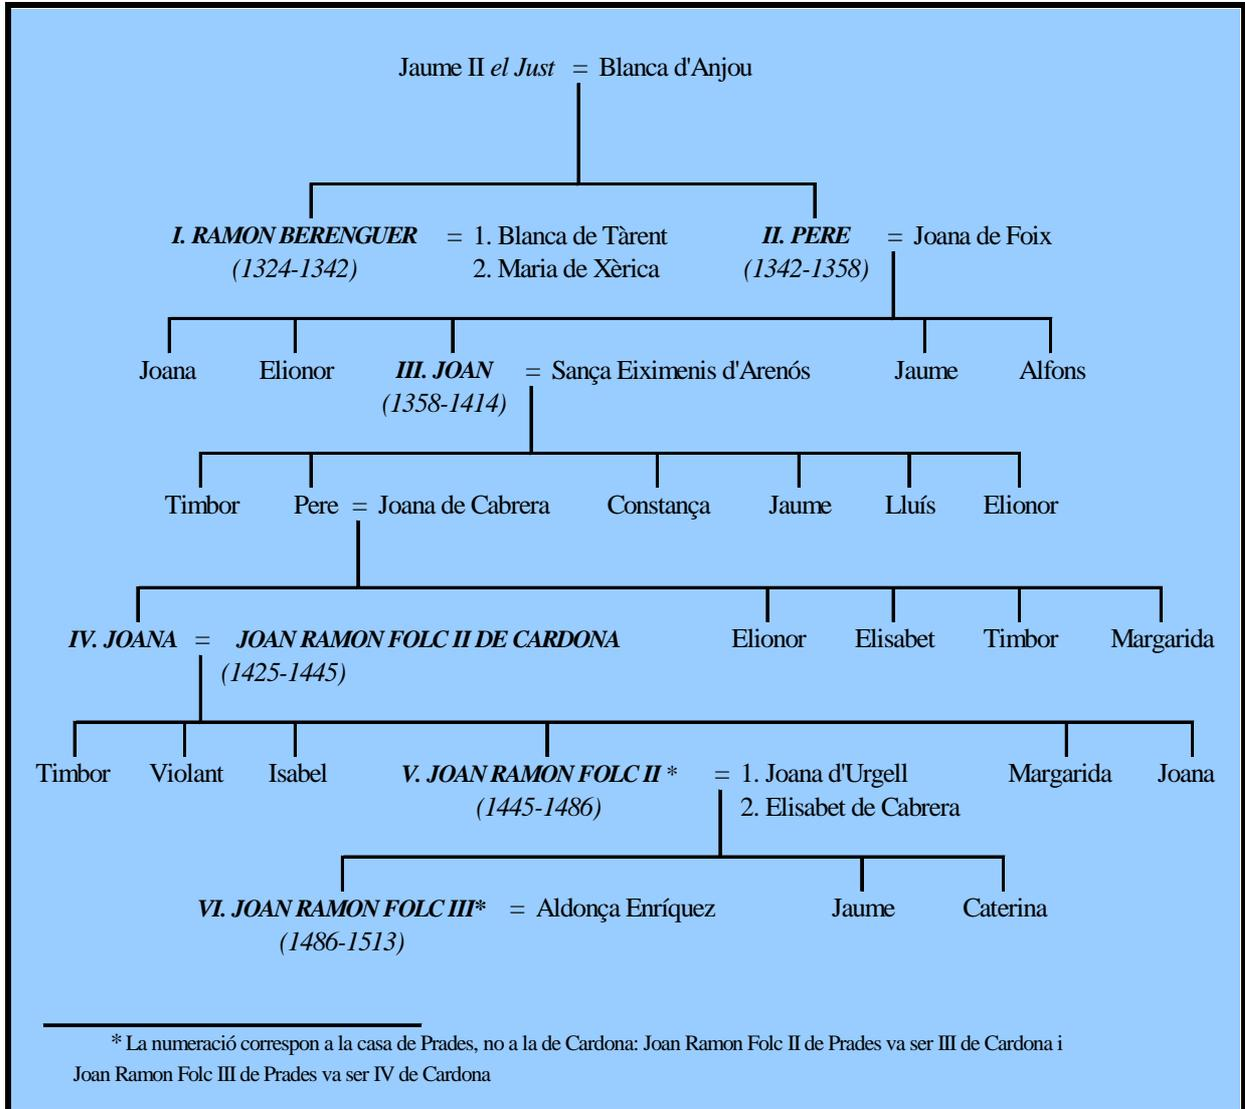 Jaume II el Just = Blanca d'Anjou
I. RAMON BERENGUER = 1. Blanca de Tàrent II. PERE = Joana de Foix
(1324-1342) 2. Maria de Xèrica (1342-1358)
Joana Elionor III. JOAN = Sança Eiximenis d'Arenós Jaume Alfons
(1358-1414)
Timbor Pere = Joana de Cabrera Constança Jaume Lluís Elionor
IV. JOANA = JOAN RAMON FOLC II DE CARDONA Elionor Elisabet Timbor Margarida
(1425-1445)
Timbor Violant Isabel V. JOAN RAMON FOLC II * = 1. Joana d'Urgell Margarida Joana
(1445-1486) 2. Elisabet de Cabrera
VI. JOAN RAMON FOLC III* = Aldonça Enríquez Jaume Caterina
(1486-1513)
* La numeració correspon a la casa de Prades, no a la de Cardona: Joan Ramon Folc II de Prades va ser III de Cardona i
Joan Ramon Folc III de Prades va ser IV de Cardona